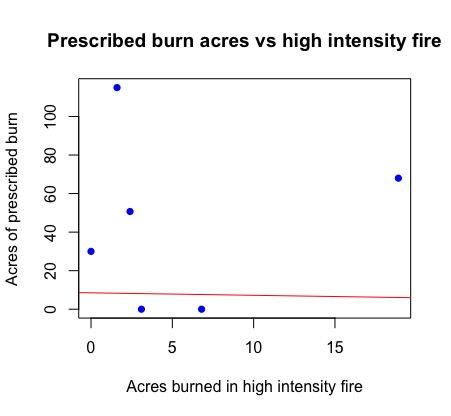 Prescribed burn acres vs high intensity fire
Acres of prescribed burn
100
80
60
40
20
0
0 5 10 15
Acres burned in high intensity fire